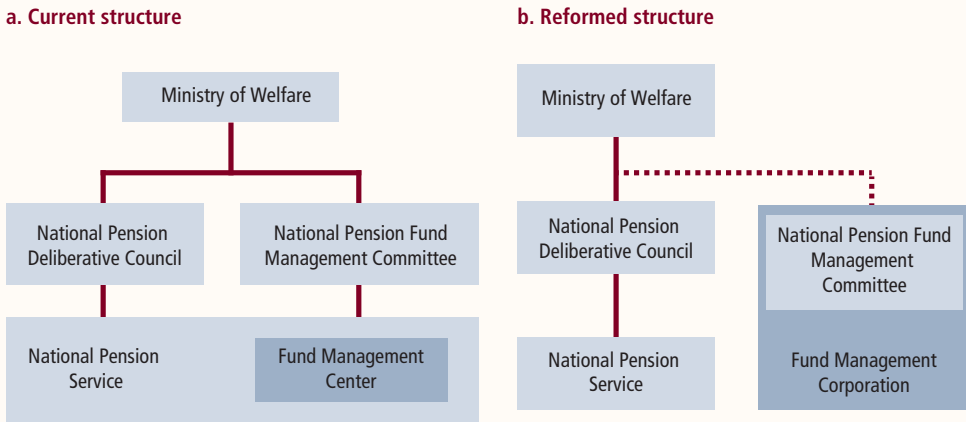 a. Current structure
Ministry of Welfare
National Pension
Deliberative Council
National Pension Fund
Management Committee
National Pension
Service
Fund Management
Center
b. Reformed structure
Ministry of Welfare
National Pension
Deliberative Council
National Pension Fund
Management
Committee
National Pension
Service
Fund Management
Corporation